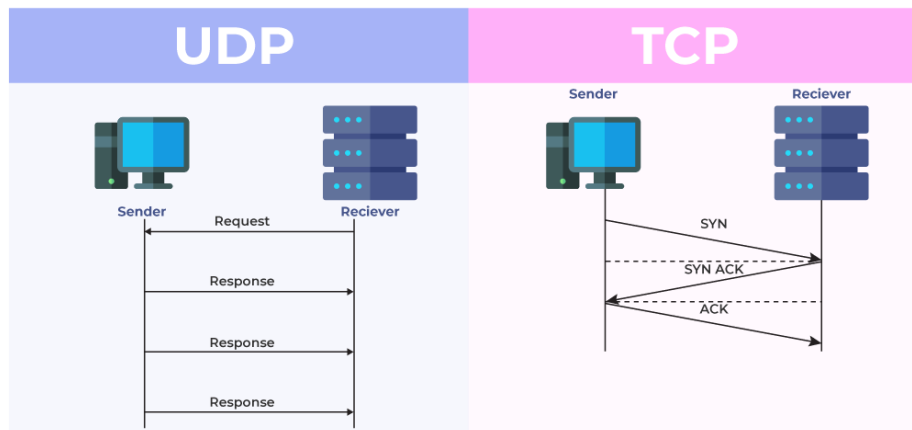 UDP
Sender
Reciever
Request
Response
Response
Response
TCP
Sender
Reciever
SYN
SYN ACK
ACK